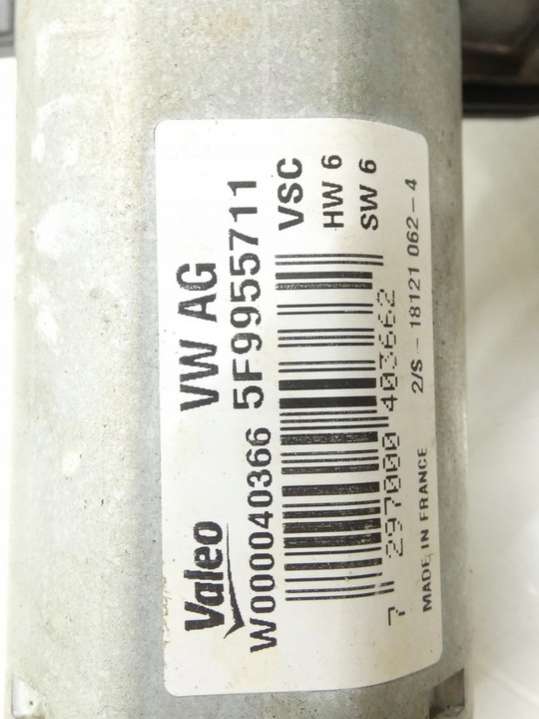 Valeo VW AG
W000040366 5F9955711
VSC
HW 6
SW 6
7 297000 403662
MADE IN FRANCE 2/S - 18121 062-4